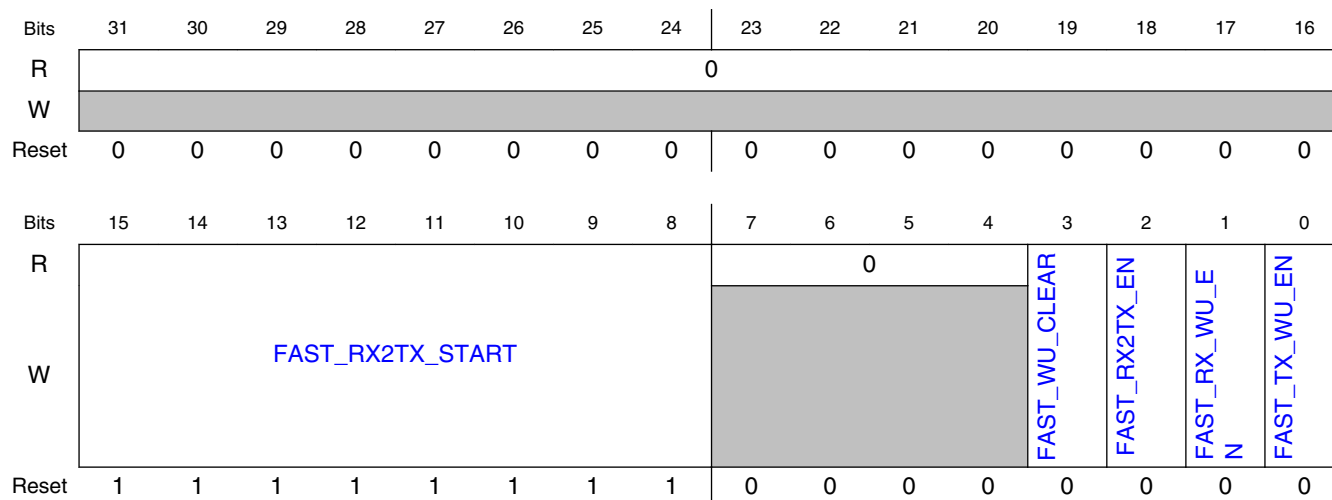 Bits 31 30 29 28 27 26 25 24 23 22 21 20 19 18 17 16
R 0
W
Reset 0 0 0 0 0 0 0 0 0 0 0 0 0 0 0 0
Bits 15 14 13 12 11 10 9 8 7 6 5 4 3 2 1 0
R 0
W FAST_RX2TX_START
FAST_WU_CLEAR
FAST_RX2TX_EN
FAST_RX_WU_E
N
FAST_TX_WU_EN
Reset 1 1 1 1 1 1 1 1 0 0 0 0 0 0 0 0